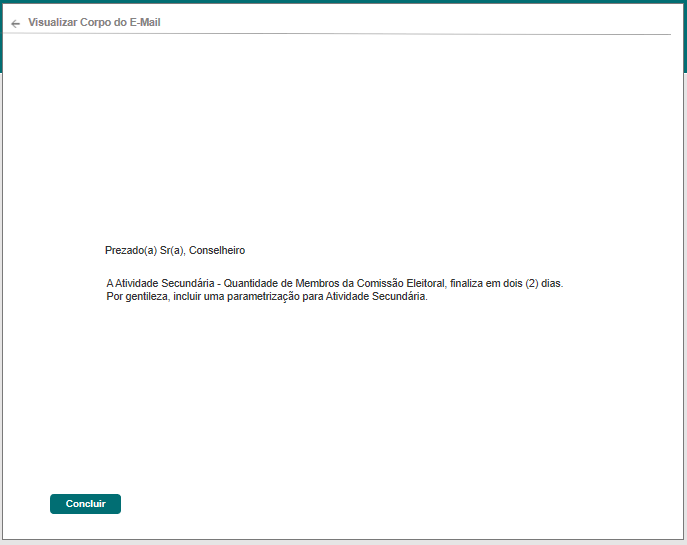 Visualizar Corpo do E-Mail
Prezado(a) Sr(a), Conselheiro
A Atividade Secundária - Quantidade de Membros da Comissão Eleitoral, finaliza em dois (2) dias.
Por gentileza, incluir uma parametrização para Atividade Secundária.
Concluir